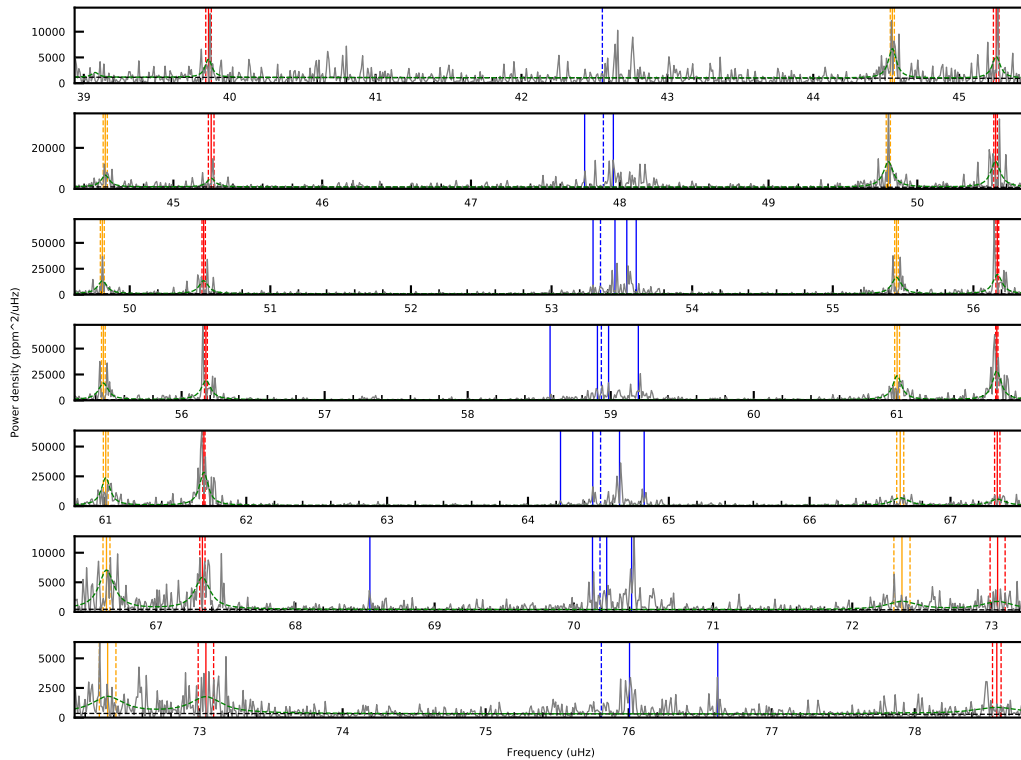 10000
5000
0
39 40 41 42 43 44 45
20000
0
45 46 47 48 49 50
50000
25000
0
50 51 52 53 54 55 56
50000
25000
0
56 57 58 59 60 61
50000
25000
0
61 62 63 64 65 66 67
10000
5000
0
67 68 69 70 71 72 73
5000
2500
0
73 74 75 76 77 78
Power density (ppm^2/uHz)
Frequency (uHz)